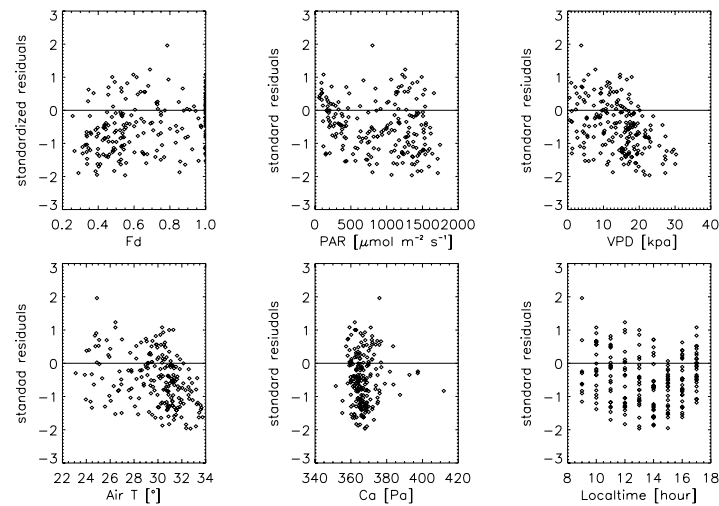 3 3 3
2 2 2
1 1 1
0 0 0
−1 −1 −1
−2 −2 −2
−3 −3 −3
standardized residuals
standard resiudals
standard resiudals
0.2 0.4 0.6 0.8 1.0
0 500 1000 1500 2000
0 10 20 30 40
Fd
PAR [μmol m⁻² s⁻¹]
VPD [kpa]
3 3 3
2 2 2
1 1 1
0 0 0
−1 −1 −1
−2 −2 −2
−3 −3 −3
standad residuals
standard resiudals
standard resiudals
22 24 26 28 30 32 34
340 360 380 400 420
8 10 12 14 16 18
Air T [°]
Ca [Pa]
Localtime [hour]